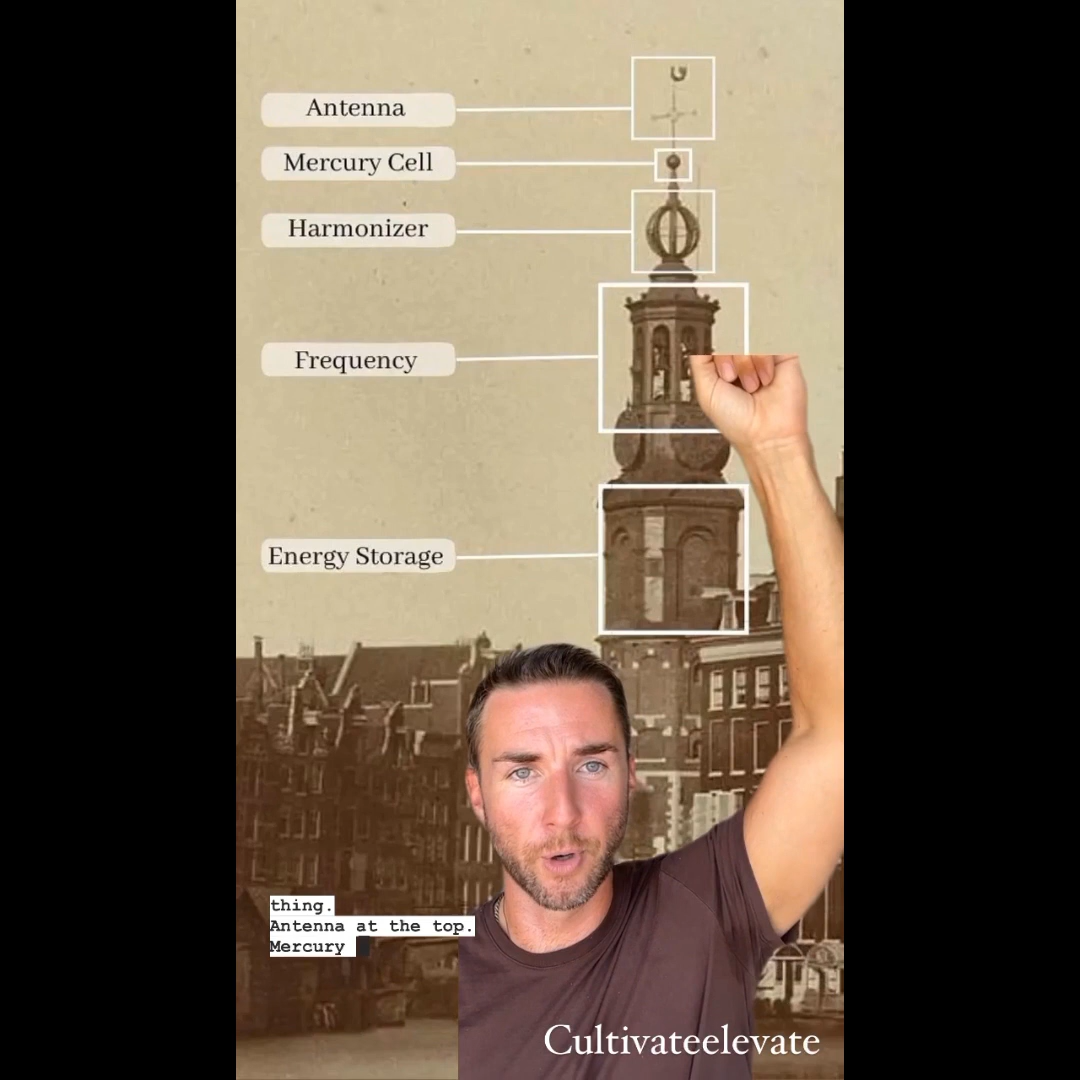 Antenna
Mercury Cell
Harmonizer
Frequency
Energy Storage
thing.
Antenna at the top.
Mercury
Cultivateelevate